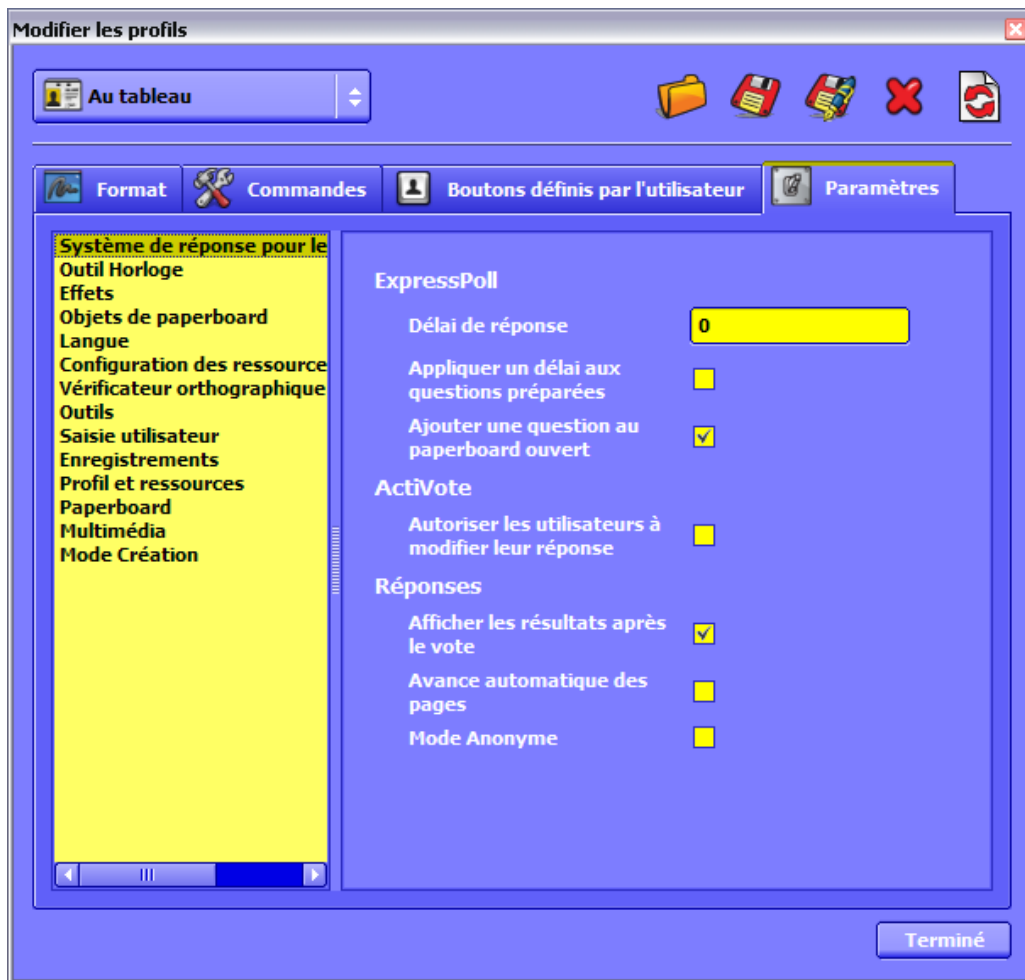 Modifier les profils
Au tableau
Format
Commandes
Boutons définis par l'utilisateur
Paramètres
Système de réponse pour le
Outil Horloge
Effets
Objets de paperboard
Langue
Configuration des ressource
Vérificateur orthographique
Outils
Saisie utilisateur
Enregistrements
Profil et ressources
Paperboard
Multimédia
Mode Création
ExpressPoll
Délai de réponse
0
Appliquer un délai aux
questions préparées
Ajouter une question au
paperboard ouvert
ActiVote
Autoriser les utilisateurs à
modifier leur réponse
Réponses
Afficher les résultats après
le vote
Avance automatique des
pages
Mode Anonyme
Terminé